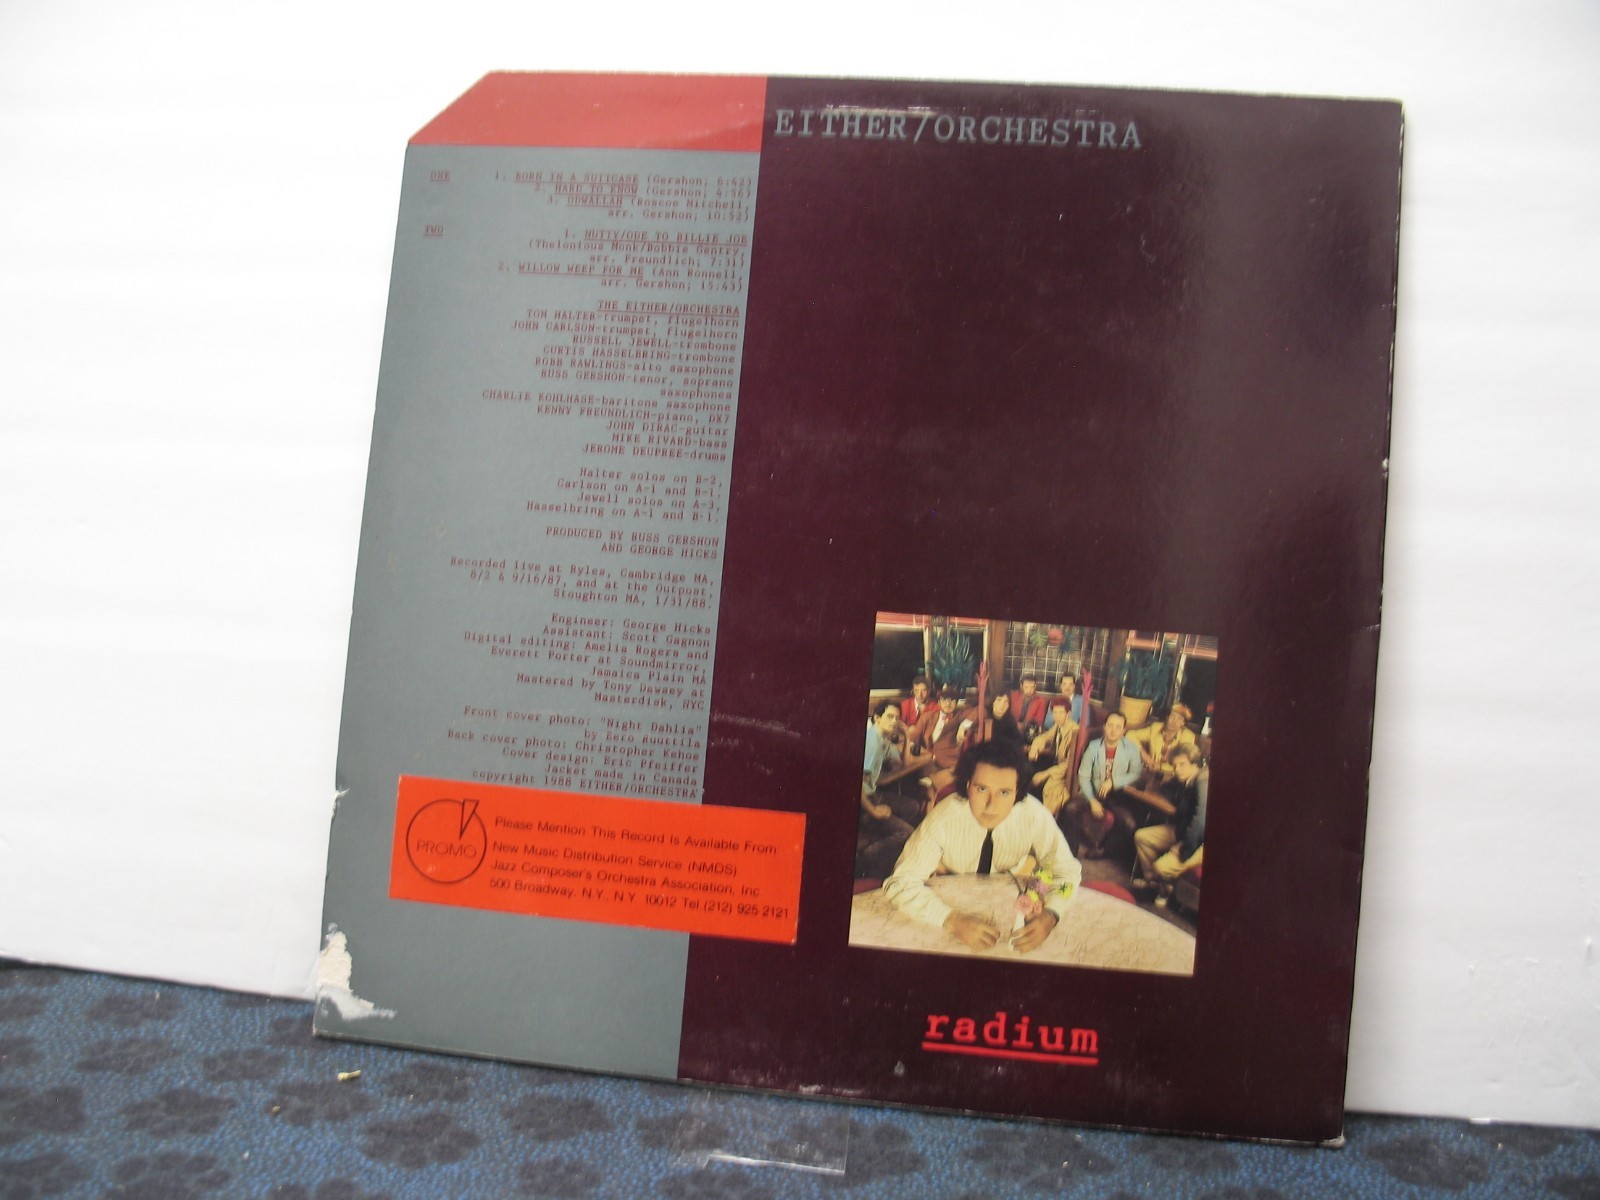 EITHER/ORCHESTRA
ONE 1. BORN IN A SUITCASE (Gershon; 6:42)
2. HARD TO KNOW (Gershon; 4:56)
3. ODWALLAH (Roscoe Mitchell,
arr. Gershon; 10:52)
TWO 1. NUTTY/ODE TO BILLIE JOE
(Thelonious Monk/Bobbie Gentry,
arr. Freundlich; 7:31)
2. WILLOW WEEP FOR ME (Ann Ronnell,
arr. Gershon; 15:43)
THE EITHER/ORCHESTRA
TOM HALTER-trumpet, flugelhorn
JOHN CARLSON-trumpet, flugelhorn
RUSSELL JEWELL-trombone
CURTIS HASSELBRING-trombone
ROBB RAWLINGS-alto saxophone
RUSS GERSHON-tenor, soprano
saxophones
CHARLIE KOHLHASE-baritone saxophone
KENNY FREUNDLICH-piano, DX7
JOHN DIRAC-guitar
MIKE RIVARD-bass
JEROME DEUPREE-drums
Halter solos on B-2,
Carlson on A-1 and B-1.
Jewell solos on A-3,
Hasselbring on A-1 and B-1.
PRODUCED BY RUSS GERSHON
AND GEORGE HICKS
Recorded live at Ryles, Cambridge MA,
8/2 & 9/16/87, and at the Outpost,
Stoughton MA, 1/31/88.
Engineer: George Hicks
Assistant: Scott Gagnon
Digital editing: Amelia Rogers and
Everett Porter at Soundmirror,
Jamaica Plain MA
Mastered by Tony Dawsey at
Masterdisk, NYC
Front cover photo: "Night Dahlia"
by Eero Ruuttila
Back cover photo: Christopher Kehoe
Cover design: Eric Pfeiffer
Jacket made in Canada
copyright 1988 EITHER/ORCHESTRA
PROMO
Please Mention This Record Is Available From:
New Music Distribution Service (NMDS)
Jazz Composer's Orchestra Association, Inc
500 Broadway, N.Y., N.Y 10012 Tel (212) 925-2121
radium